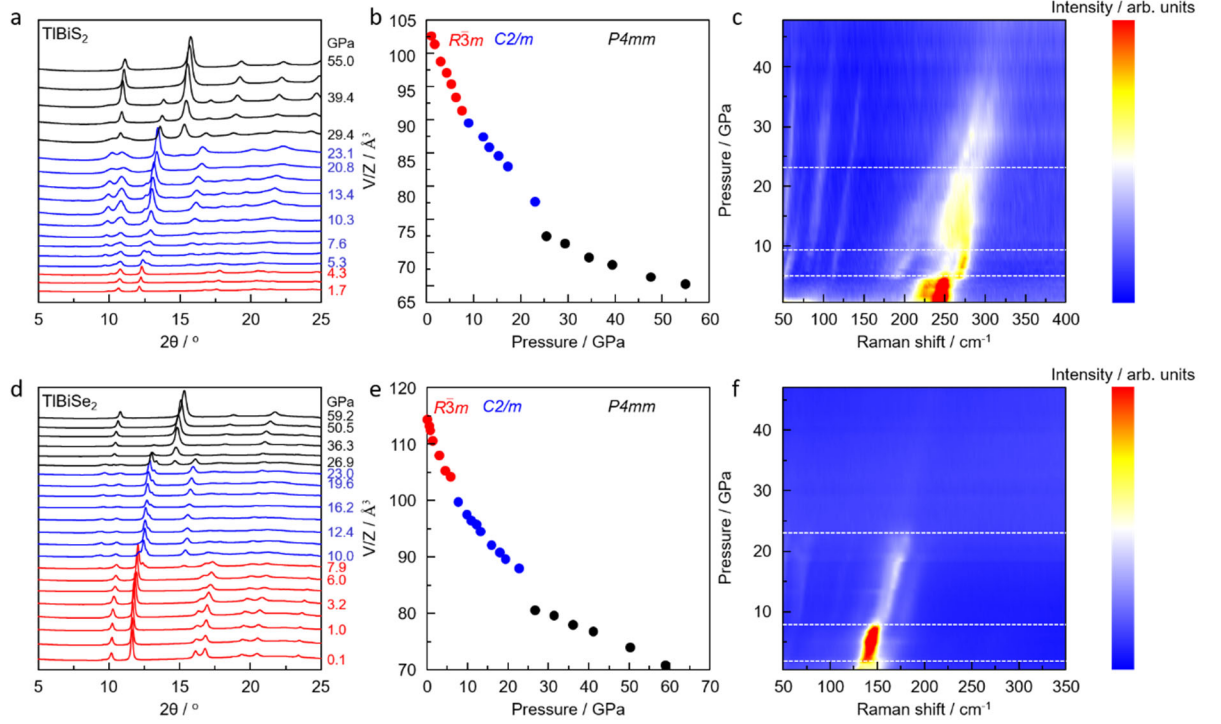 a
TlBiS2
GPa
55.0
39.4
29.4
23.1
20.8
13.4
10.3
7.6
5.3
4.3
1.7
5 10 15 20 25
2θ / °
b
105
100
95
90
85
80
75
70
65
V/Z / Å3
R3̅m C2/m P4mm
0 10 20 30 40 50 60
Pressure / GPa
c
Intensity / arb. units
40
30
20
10
Pressure / GPa
50 100 150 200 250 300 350 400
Raman shift / cm-1
d
TlBiSe2
GPa
59.2
50.5
36.3
26.9
23.0
19.6
16.2
12.4
10.0
7.9
6.0
3.2
1.0
0.1
5 10 15 20 25
2θ / °
e
120
110
100
90
80
70
V/Z / Å3
R3̅m C2/m P4mm
0 10 20 30 40 50 60 70
Pressure / GPa
f
Intensity / arb. units
40
30
20
10
Pressure / GPa
50 100 150 200 250 300 350
Raman shift / cm-1